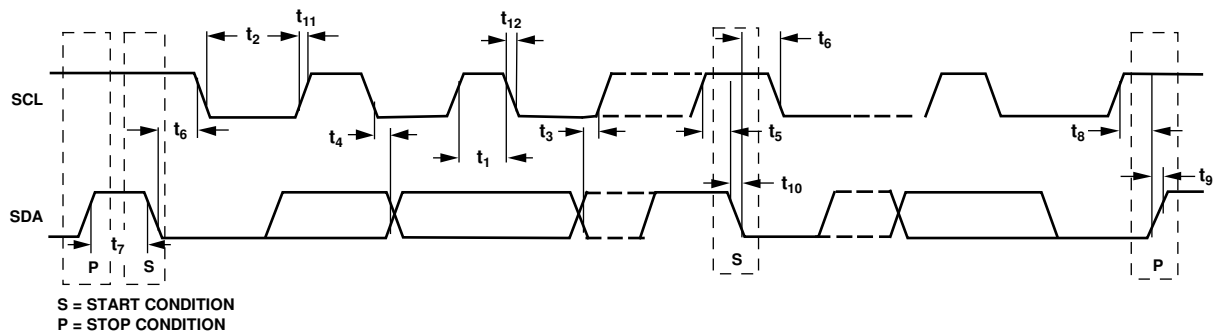 t11
t12
t2
t6
SCL
t6
t4
t3
t5
t8
t1
t10
t9
SDA
t7
P
S
S
P
S = START CONDITION
P = STOP CONDITION